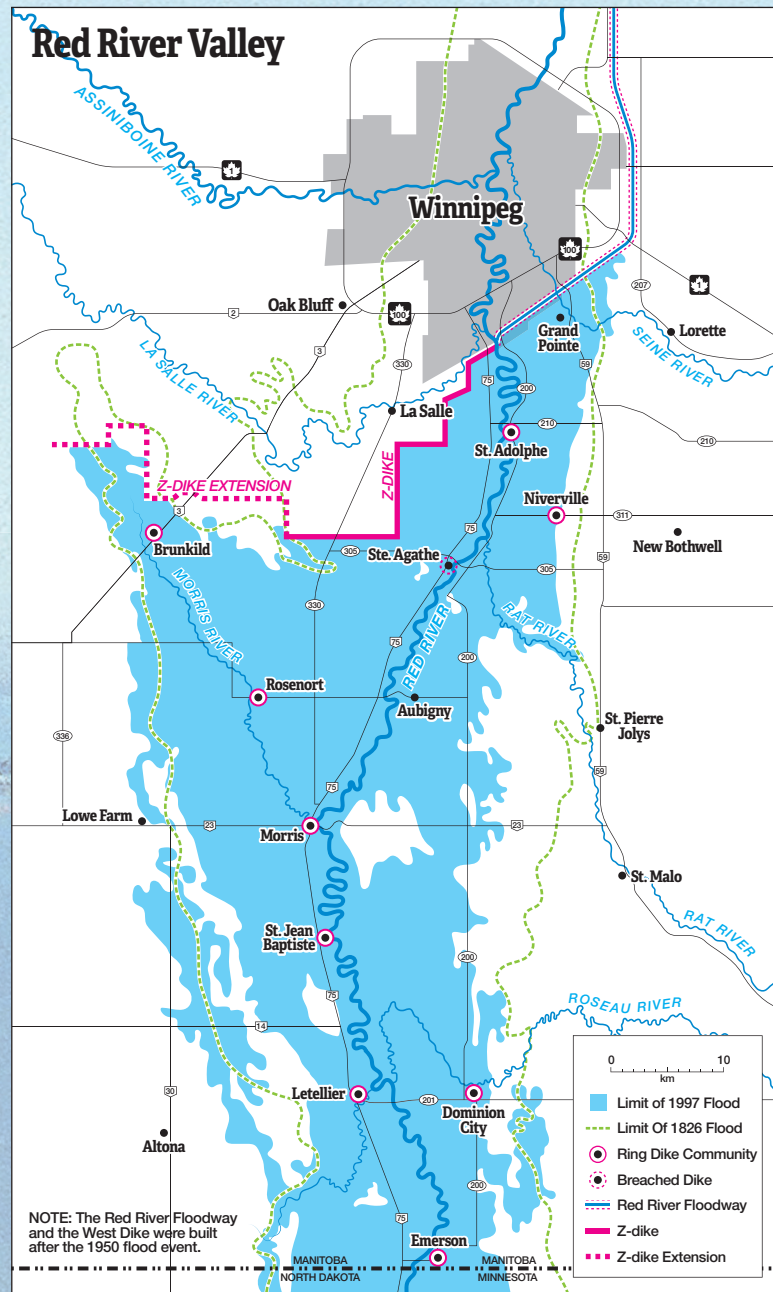 Red River Valley
ASSINIBOINE RIVER
1
Winnipeg
100
1
207
Oak Bluff
2
100
Grand
Pointe
Lorette
SEINE RIVER
3
LA SALLE RIVER
330
59
75
200
La Salle
210
210
St. Adolphe
Z-DIKE
Z-DIKE EXTENSION
3
Niverville
311
75
New Bothwell
Brunkild
305
Ste. Agathe
59
305
MORRIS RIVER
330
RED RIVER
RAT RIVER
75
200
Rosenort
Aubigny
336
St. Pierre
Jolys
59
75
Lowe Farm
23
Morris
23
St. Malo
RAT RIVER
St. Jean
Baptiste
200
75
ROSEAU RIVER
14
30
Letellier
201
Dominion
City
Altona
200
75
NOTE: The Red River Floodway
and the West Dike were built
after the 1950 flood event.
Emerson
MANITOBA
MANITOBA
NORTH DAKOTA
MINNESOTA
0 10
km
Limit of 1997 Flood
Limit Of 1826 Flood
Ring Dike Community
Breached Dike
Red River Floodway
Z-dike
Z-dike Extension